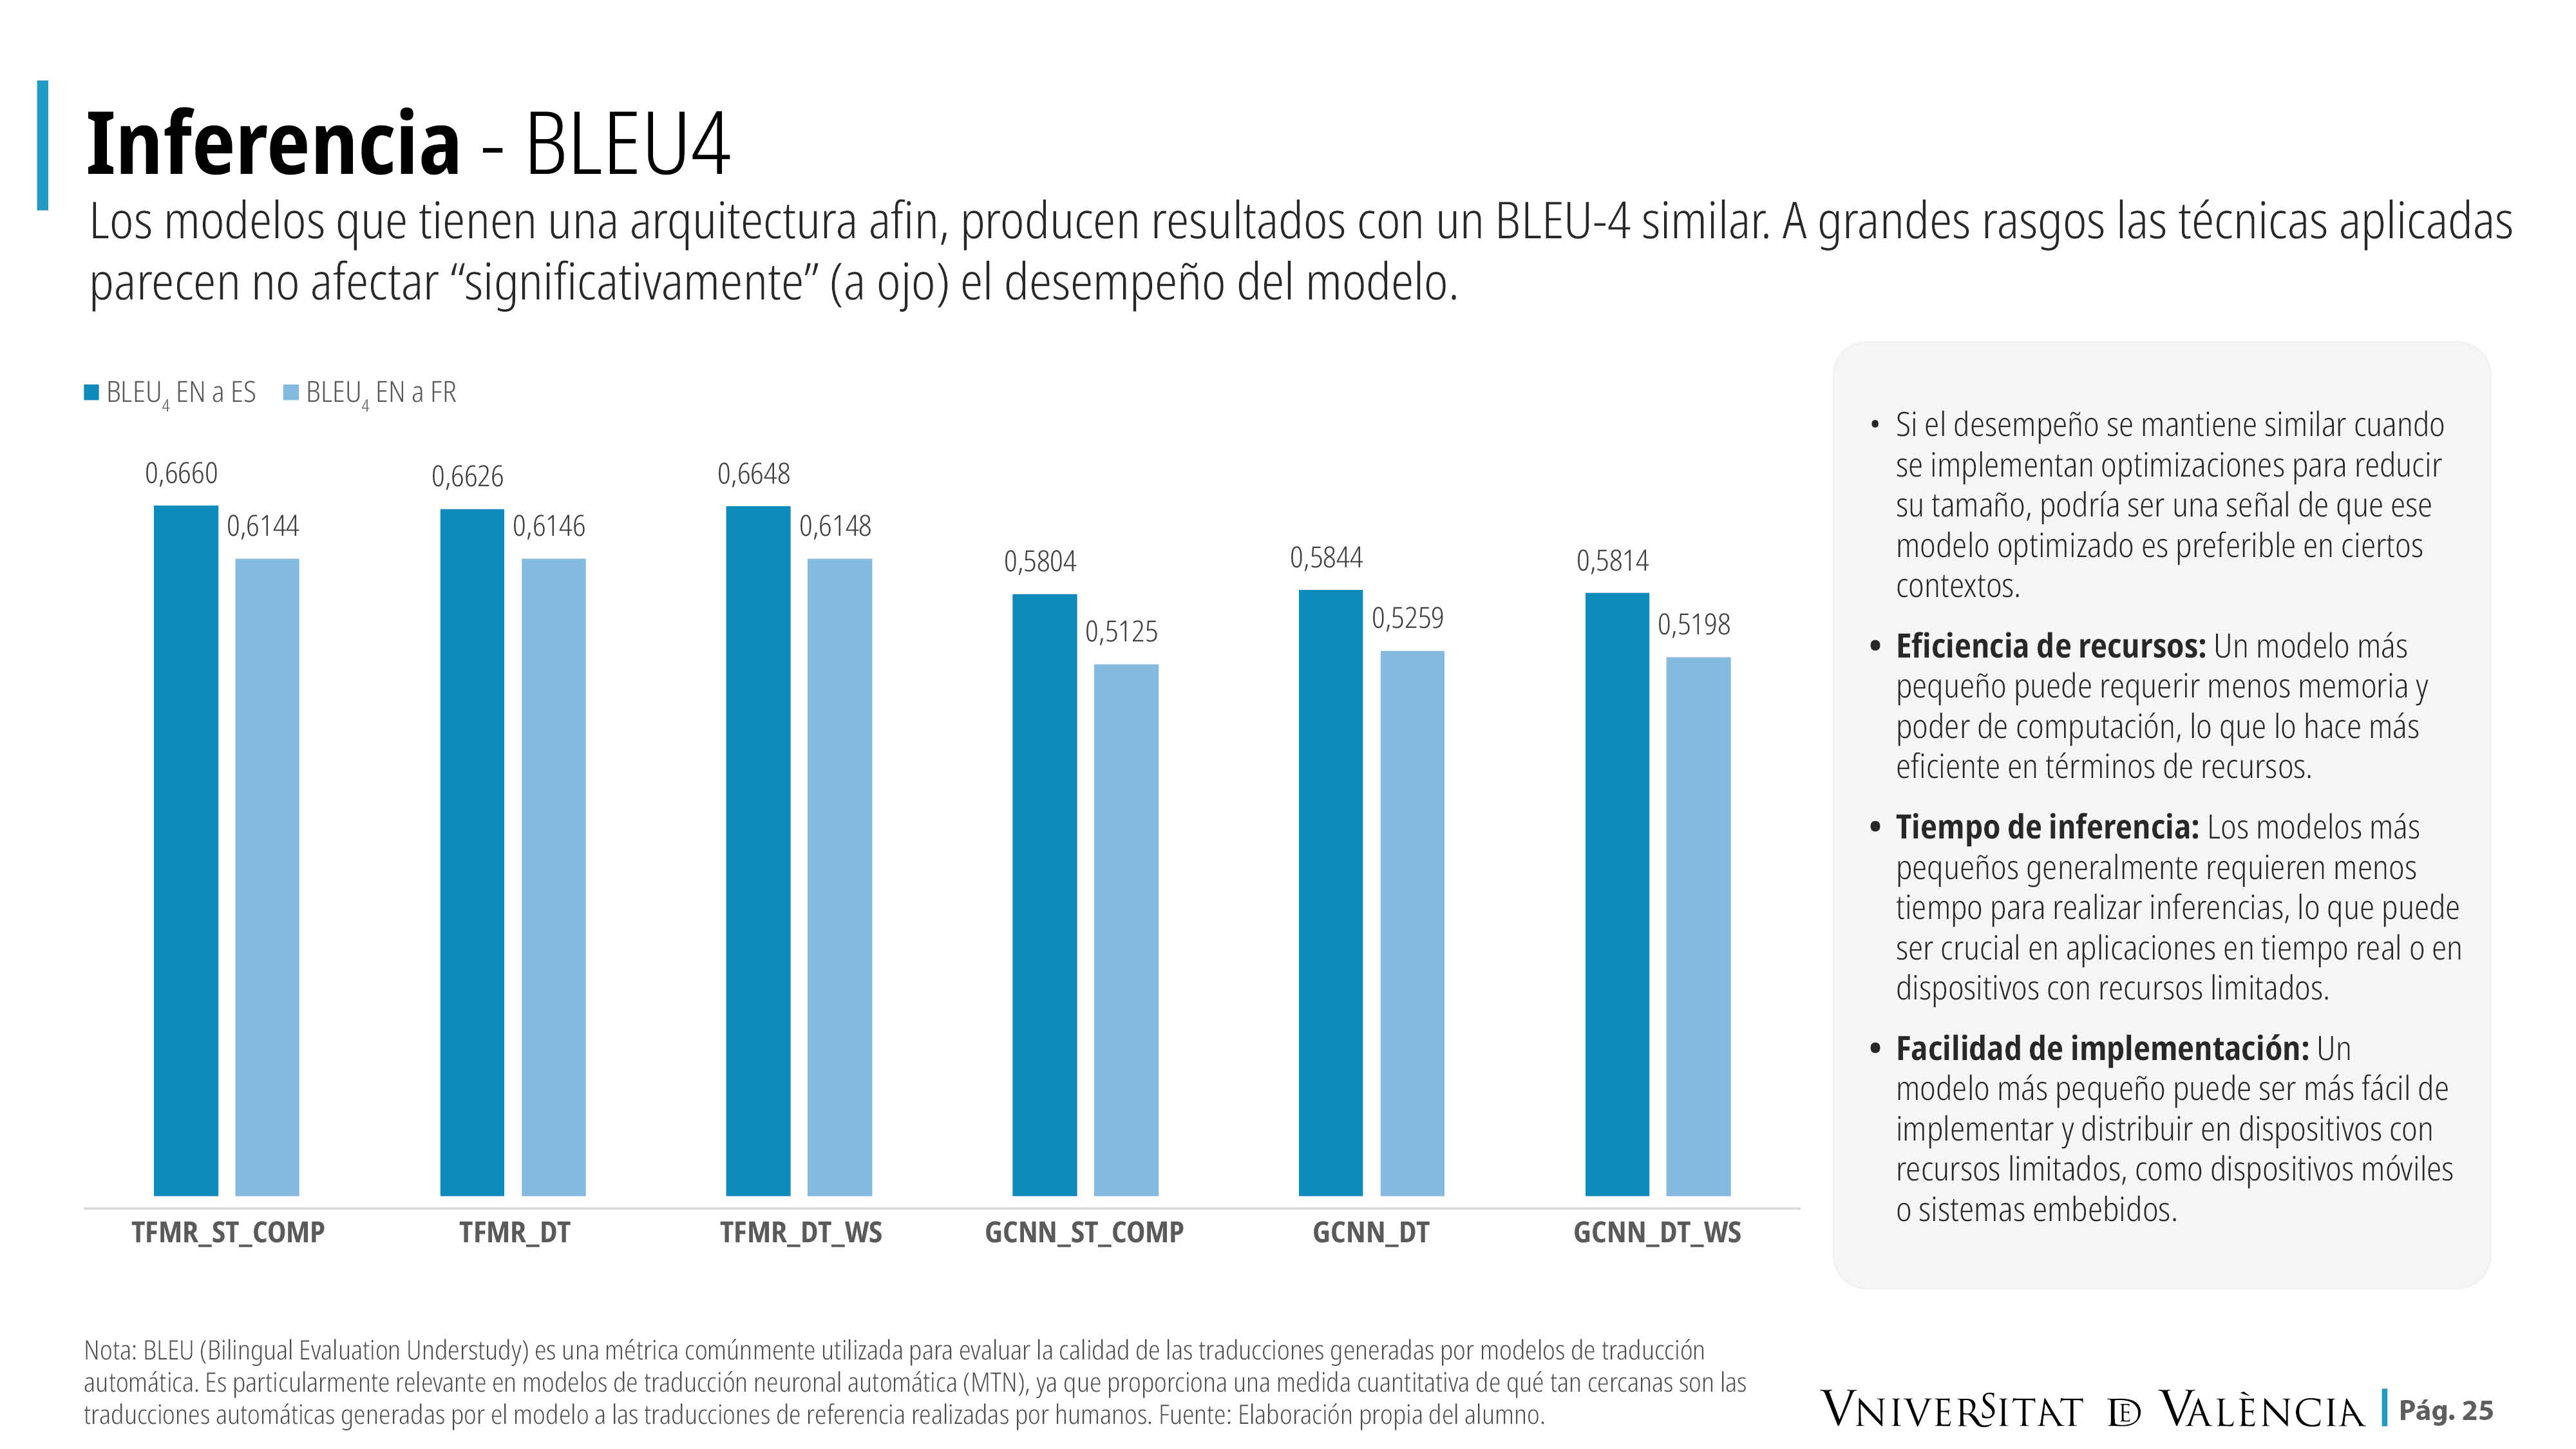 Inferencia - BLEU4
Los modelos que tienen una arquitectura afin, producen resultados con un BLEU-4 similar. A grandes rasgos las técnicas aplicadas
parecen no afectar “significativamente” (a ojo) el desempeño del modelo.
BLEU4 EN a ES BLEU4 EN a FR
0,6660
0,6144
0,6626
0,6146
0,6648
0,6148
0,5804
0,5125
0,5844
0,5259
0,5814
0,5198
TFMR_ST_COMP TFMR_DT TFMR_DT_WS GCNN_ST_COMP GCNN_DT GCNN_DT_WS
• Si el desempeño se mantiene similar cuando
se implementan optimizaciones para reducir
su tamaño, podría ser una señal de que ese
modelo optimizado es preferible en ciertos
contextos.
• Eficiencia de recursos: Un modelo más
pequeño puede requerir menos memoria y
poder de computación, lo que lo hace más
eficiente en términos de recursos.
• Tiempo de inferencia: Los modelos más
pequeños generalmente requieren menos
tiempo para realizar inferencias, lo que puede
ser crucial en aplicaciones en tiempo real o en
dispositivos con recursos limitados.
• Facilidad de implementación: Un
modelo más pequeño puede ser más fácil de
implementar y distribuir en dispositivos con
recursos limitados, como dispositivos móviles
o sistemas embebidos.
Nota: BLEU (Bilingual Evaluation Understudy) es una métrica comúnmente utilizada para evaluar la calidad de las traducciones generadas por modelos de traducción
automática. Es particularmente relevante en modelos de traducción neuronal automática (MTN), ya que proporciona una medida cuantitativa de qué tan cercanas son las
traducciones automáticas generadas por el modelo a las traducciones de referencia realizadas por humanos. Fuente: Elaboración propia del alumno.
VNIVERSITAT DE VALÈNCIA Pág. 25